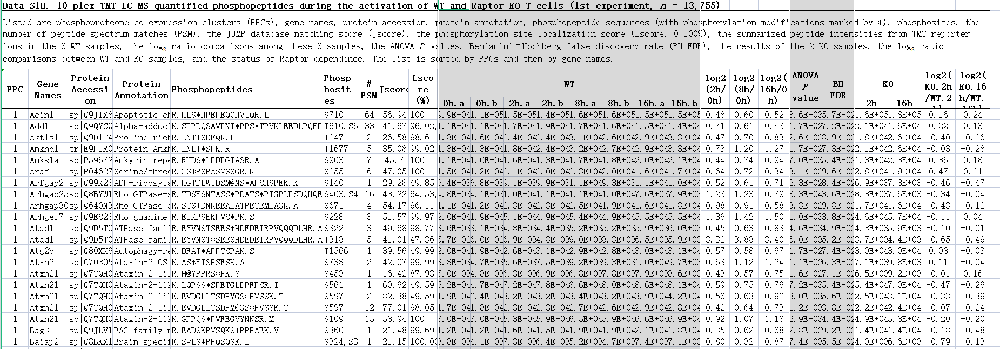 Data S1B. 10-plex TMT-LC-MS quantified phosphopeptides during the activation of WT and Raptor KO T cells (1st experiment, n = 13,755)
Listed are phosphoproteome co-expression clusters (PPCs), gene names, protein accession, protein annotation, phosphopeptide sequences (with phosphorylation modifications marked by *), phosphosites, the
number of peptide-spectrum matches (PSM), the JUMP database matching score (Jscore), the phosphorylation site localization score (Lscore, 0-100%), the summarized peptide intensities from TMT reporter
ions in the 8 WT samples, the log2 ratio comparisons among these 8 samples, the ANOVA P values, Benjamini-Hochberg false discovery rate (BH FDR), the results of the 2 KO samples, the log2 ratio
comparisons between WT and KO samples, and the status of Raptor dependence. The list is sorted by PPCs and then by gene names.
PPC Gene Names Protein Accession Protein Annotation Phosphopeptides Phosphosites # PSM Jscore Lscore (%) WT log2(2h/0h) log2(8h/0h) log2(16h/0h) ANOVA P value BH FDR KO log2(KO.2h/WT.2 log2(KO.16h/WT.
0h.a 0h.b 2h.a 2h.b 8h.a 8h.b 16h.a 16h.b 2h 16h
1 Acin1 sp|Q9JIX8 Apoptotic ch R.HLS*HPEPEQQHVIQR.L S710 64 56.94 100 9.9E+04 1.1E+05 1.5E+05 1.4E+05 1.6E+05 1.6E+05 1.5E+05 1.5E+05 0.48 0.60 0.52 3.6E-03 5.7E-02 1.6E+05 1.8E+05 0.16 0.24
1 Add1 sp|Q9QYC0 Alpha-adduci K.SPPDQSAVPNT*PPS*TPVKLEEDLPQEP T610,S6 33 41.67 96.02, 1.1E+04 1.1E+04 1.7E+04 1.9E+04 1.7E+04 1.6E+04 1.5E+04 1.4E+04 0.71 0.61 0.43 1.7E-02 7.2E-02 2.1E+04 1.6E+04 0.22 0.13
1 Akt1s1 sp|Q9D1F4 Proline-rich R.LNT*SDFQK.L T247 2 26.58 98.6 1.8E+04 1.6E+04 2.4E+04 2.4E+04 3.1E+04 2.6E+04 2.9E+04 3.2E+04 0.47 0.70 0.83 2.6E-02 8.9E-02 1.8E+04 2.6E+04 -0.40 -0.26
1 Ankhd1 tr|E9PUR0 Protein Ankh K.LNLT*SPK.R T1677 5 35.08 99.02 1.3E+04 1.0E+04 1.8E+04 2.1E+04 2.9E+04 2.4E+04 3.0E+04 2.6E+04 0.73 1.20 1.27 1.7E-02 7.3E-02 2.1E+04 2.6E+04 -0.03 -0.28
1 Anks1a sp|P59672 Ankyrin repe R.RHDS*LPDPGTASR.A S903 7 45.7 100 1.1E+04 1.0E+04 1.6E+04 1.3E+04 1.7E+04 1.8E+04 2.0E+04 2.1E+04 0.44 0.74 0.94 7.0E-03 5.4E-02 1.8E+04 2.3E+04 0.36 0.18
1 Araf sp|P04627 Serine/threo R.GS*PSPASVSSGR.K S255 6 47.05 100 1.5E+04 1.2E+04 2.1E+04 2.0E+04 2.1E+04 2.3E+04 1.6E+04 1.7E+04 0.64 0.72 0.34 3.1E-02 9.6E-02 2.9E+04 2.1E+04 0.47 0.21
1 Arfgap2 sp|Q99K28 ADP-ribosyla R.HGTDLWIDSM@NS*APSHSPEK.K S140 1 29.28 49.85 5.4E+03 6.8E+03 9.1E+03 9.9E+03 1.0E+04 9.3E+03 1.1E+04 9.9E+03 0.52 0.61 0.71 2.3E-02 8.4E-02 6.9E+03 7.8E+03 -0.46 -0.47
1 Arhgap25 sp|Q8BYW1 Rho GTPase-a R.TDSFSNTASS*PDATS*PTGPLPSDQHQE S403,S4 16 43.22 64.53, 4.8E+03 4.1E+03 1.0E+04 1.1E+04 1.1E+04 1.0E+04 7.6E+03 7.9E+03 1.23 1.23 0.79 3.3E-04 3.6E-02 8.3E+03 7.6E+03 -0.34 -0.04
1 Arhgap30 sp|Q640N3 Rho GTPase-a R.STS*DNREEAEATPETEMEAGK.A S671 4 54.17 96.11 1.1E+04 1.2E+04 2.3E+04 2.3E+04 2.5E+04 1.9E+04 1.6E+04 1.8E+04 0.98 0.91 0.58 3.3E-02 9.8E-02 1.7E+04 1.6E+04 -0.43 -0.12
1 Arhgef7 sp|Q9ES28 Rho guanine R.EIKPSEKPVS*PK.S S228 3 51.57 99.97 2.0E+04 1.9E+04 5.1E+04 4.9E+04 5.4E+04 4.9E+04 5.5E+04 5.5E+04 1.36 1.42 1.50 1.0E-03 3.8E-02 4.6E+04 5.6E+04 -0.11 0.04
1 Atad1 sp|Q9D5T0 ATPase famil R.EYVNSTSEES*HDEDEIRPVQQQDLHR.A S322 3 49.68 98.77 3.6E+03 3.1E+03 4.9E+03 4.3E+03 5.2E+03 5.1E+03 5.9E+03 6.0E+03 0.45 0.63 0.83 4.6E-03 4.9E-02 4.3E+03 5.9E+03 -0.10 -0.01
1 Atad1 sp|Q9D5T0 ATPase famil R.EYVNST*SEESHDEDEIRPVQQQDLHR.A T318 5 41.01 47.36 5.7E+02 6.0E+02 6.9E+03 4.8E+03 9.0E+03 8.3E+03 6.5E+03 5.9E+03 3.32 3.88 3.40 6.3E-03 5.2E-02 3.7E+03 4.3E+03 -0.65 -0.49
1 Atg2b sp|Q80XK6 Autophagy-re K.DFAT*APPTSPAK.S T1566 1 39.56 49.99 2.0E+04 1.9E+04 2.6E+04 3.1E+04 2.9E+04 2.8E+04 3.0E+04 3.1E+04 0.57 0.58 0.67 1.7E-02 7.4E-02 3.0E+04 3.0E+04 0.08 -0.03
1 Atxn2 sp|O70305 Ataxin-2 OS= K.AS*ETSPSFSK.A S738 2 42.07 99.99 3.8E+03 4.7E+03 5.6E+03 7.5E+03 9.2E+03 9.3E+03 1.0E+04 9.7E+03 0.63 1.12 1.24 1.1E-02 6.3E-02 7.1E+03 9.6E+03 0.11 -0.04
1 Atxn21 sp|Q7TQH0 Ataxin-2-lik R.M@YPPRS*PK.S S453 1 16.42 87.93 5.0E+03 4.8E+03 6.3E+03 6.8E+03 6.8E+03 7.8E+03 7.9E+03 8.6E+03 0.43 0.57 0.75 1.6E-02 7.1E-02 6.5E+03 9.2E+03 -0.01 0.16
1 Atxn21 sp|Q7TQH0 Ataxin-2-lik K.LQPSS*SPETGLDPFPSR.I S561 1 60.62 49.59 5.2E+04 4.7E+04 7.2E+04 7.8E+04 8.6E+04 8.0E+04 8.6E+04 8.1E+04 0.59 0.75 0.76 7.2E-03 5.5E-02 5.4E+04 7.0E+04 -0.47 -0.26
1 Atxn21 sp|Q7TQH0 Ataxin-2-lik K.EVDGLLTSDPMGS*PVSSK.T S597 2 82.38 49.59 1.9E+04 2.4E+04 3.2E+04 3.2E+04 3.4E+04 3.2E+04 3.9E+04 4.2E+04 0.56 0.63 0.92 3.0E-03 5.6E-02 2.5E+04 3.1E+04 -0.33 -0.39
1 Atxn21 sp|Q7TQH0 Ataxin-2-lik K.EVDGLLTSDPM@GS*PVSSK.T S597 12 77.01 98.05 1.7E+04 1.8E+04 2.3E+04 2.4E+04 2.7E+04 2.8E+04 3.0E+04 2.8E+04 0.42 0.64 0.73 1.2E-03 3.8E-02 2.2E+04 2.4E+04 -0.07 -0.24
1 Atxn21 sp|Q7TQH0 Ataxin-2-lik K.GPPQS*PVFEGVYNNSR.M S109 15 58.94 100 3.0E+04 3.0E+04 5.4E+04 5.9E+04 6.2E+04 6.4E+04 6.9E+04 6.8E+04 0.92 1.07 1.18 2.9E-04 3.4E-02 4.9E+04 5.9E+04 -0.20 -0.20
1 Bag3 sp|Q9JLV1 BAG family m R.EADSKPVSQKS*PPPAEK.V S360 1 21.48 99.69 1.2E+04 1.2E+04 1.5E+04 1.6E+04 1.9E+04 1.9E+04 2.1E+04 1.8E+04 0.35 0.62 0.68 2.8E-02 9.2E-02 1.4E+04 1.4E+04 -0.18 -0.48
1 Baiap2 sp|Q8BKX1 Brain-specif K.S*LS*PPQSQSK.L S324,S3 1 21.15 100.00 3.8E+03 4.1E+03 7.3E+03 6.4E+03 5.2E+03 4.6E+03 7.4E+03 7.1E+03 0.80 0.32 0.87 7.4E-03 5.5E-02 4.0E+03 6.6E+03 -0.79 -0.13